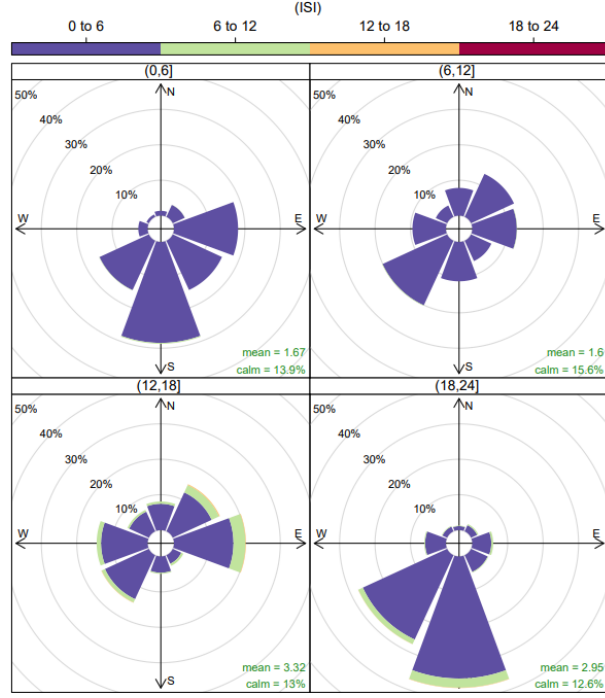 (ISI)
0 to 6 6 to 12 12 to 18 18 to 24
(0,6] (6,12]
50% 40% 30% 20% 10% N W E S
mean = 1.67
calm = 13.9%
50% 40% 30% 20% 10% N W E S
mean = 1.6
calm = 15.6%
(12,18] (18,24]
50% 40% 30% 20% 10% N W E S
mean = 3.32
calm = 13%
50% 40% 30% 20% 10% N W E S
mean = 2.95
calm = 12.6%